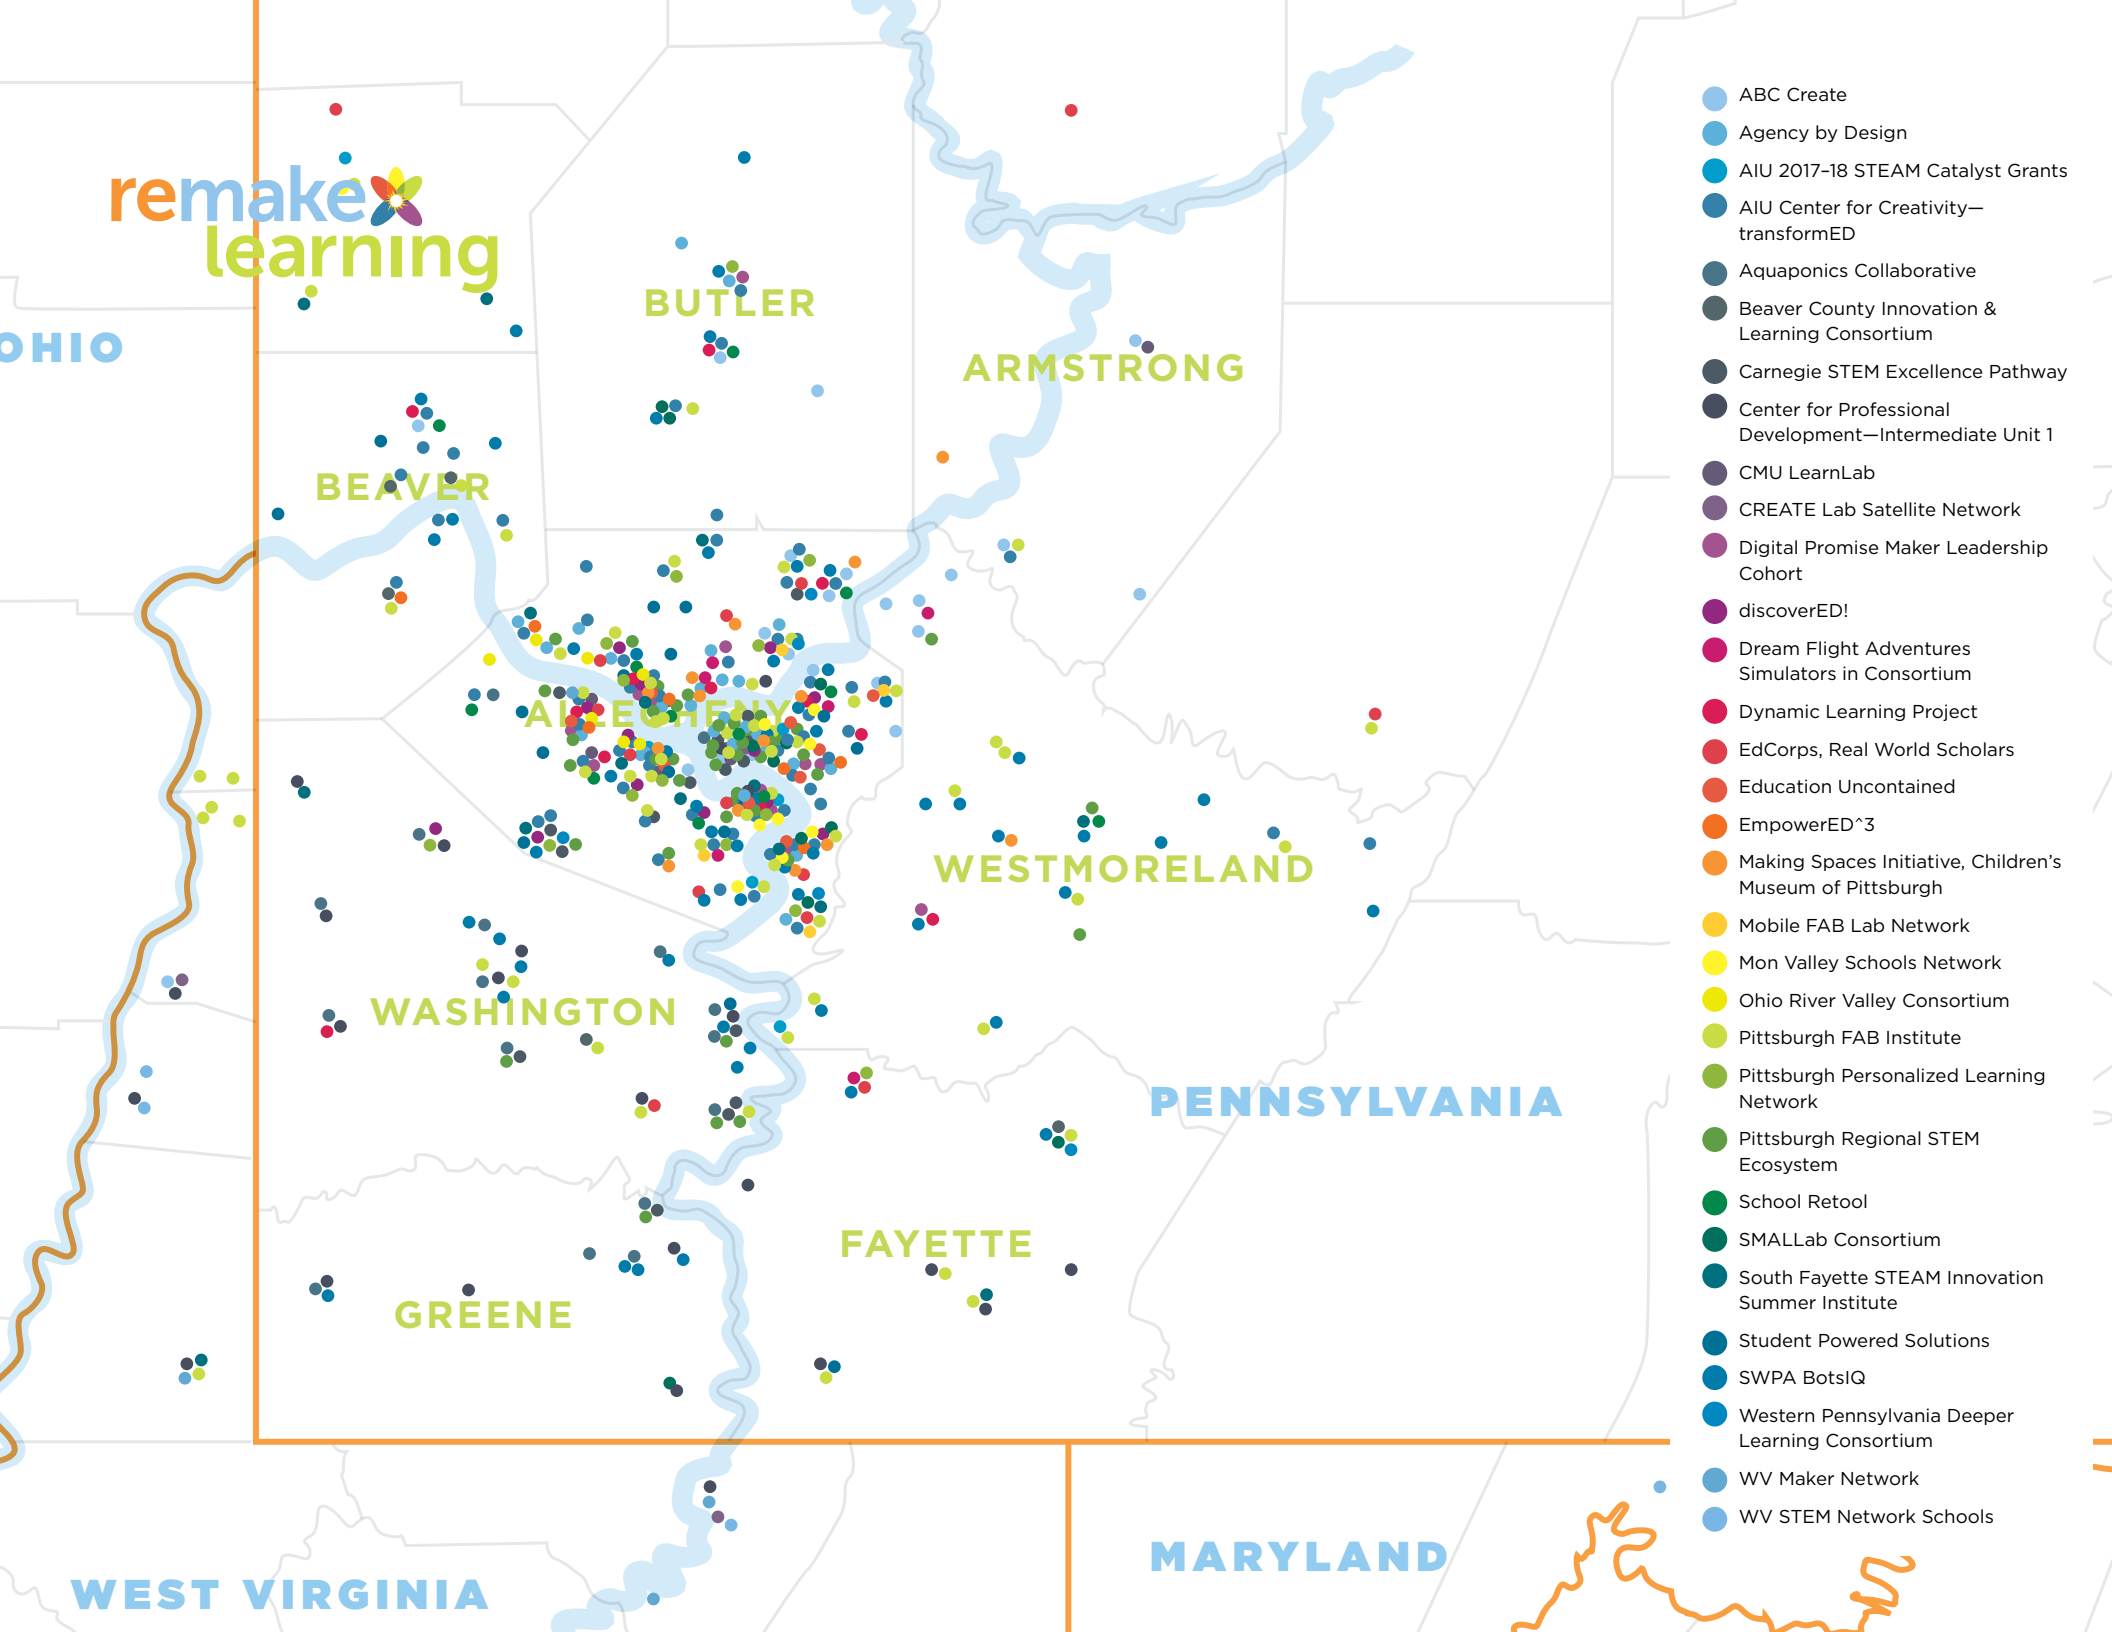 remake
learning
OHIO
BUTLER
ARMSTRONG
BEAVER
ALLEGHENY
WESTMORELAND
WASHINGTON
PENNSYLVANIA
FAYETTE
GREENE
MARYLAND
WEST VIRGINIA
ABC Create
Agency by Design
AIU 2017–18 STEAM Catalyst Grants
AIU Center for Creativity—
transformED
Aquaponics Collaborative
Beaver County Innovation &
Learning Consortium
Carnegie STEM Excellence Pathway
Center for Professional
Development—Intermediate Unit 1
CMU LearnLab
CREATE Lab Satellite Network
Digital Promise Maker Leadership
Cohort
discoverED!
Dream Flight Adventures
Simulators in Consortium
Dynamic Learning Project
EdCorps, Real World Scholars
Education Uncontained
EmpowerED^3
Making Spaces Initiative, Children's
Museum of Pittsburgh
Mobile FAB Lab Network
Mon Valley Schools Network
Ohio River Valley Consortium
Pittsburgh FAB Institute
Pittsburgh Personalized Learning
Network
Pittsburgh Regional STEM
Ecosystem
School Retool
SMALLab Consortium
South Fayette STEAM Innovation
Summer Institute
Student Powered Solutions
SWPA BotsIQ
Western Pennsylvania Deeper
Learning Consortium
WV Maker Network
WV STEM Network Schools